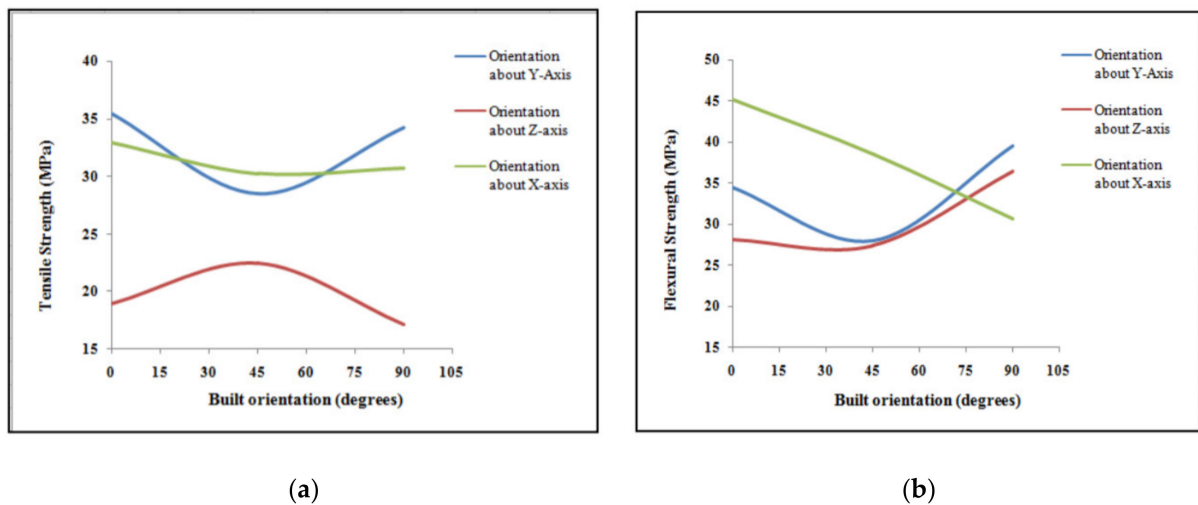 40
35
30
25
20
15
0 15 30 45 60 75 90 105
Tensile Strength (MPa)
Built orientation (degrees)
Orientation
about Y-Axis
Orientation
about Z-axis
Orientation
about X-axis
(a)
50
45
40
35
30
25
20
15
0 15 30 45 60 75 90 105
Flexural Strength (MPa)
Built orientation (degrees)
Orientation
about Y-Axis
Orientation
about Z-axis
Orientation
about X-axis
(b)